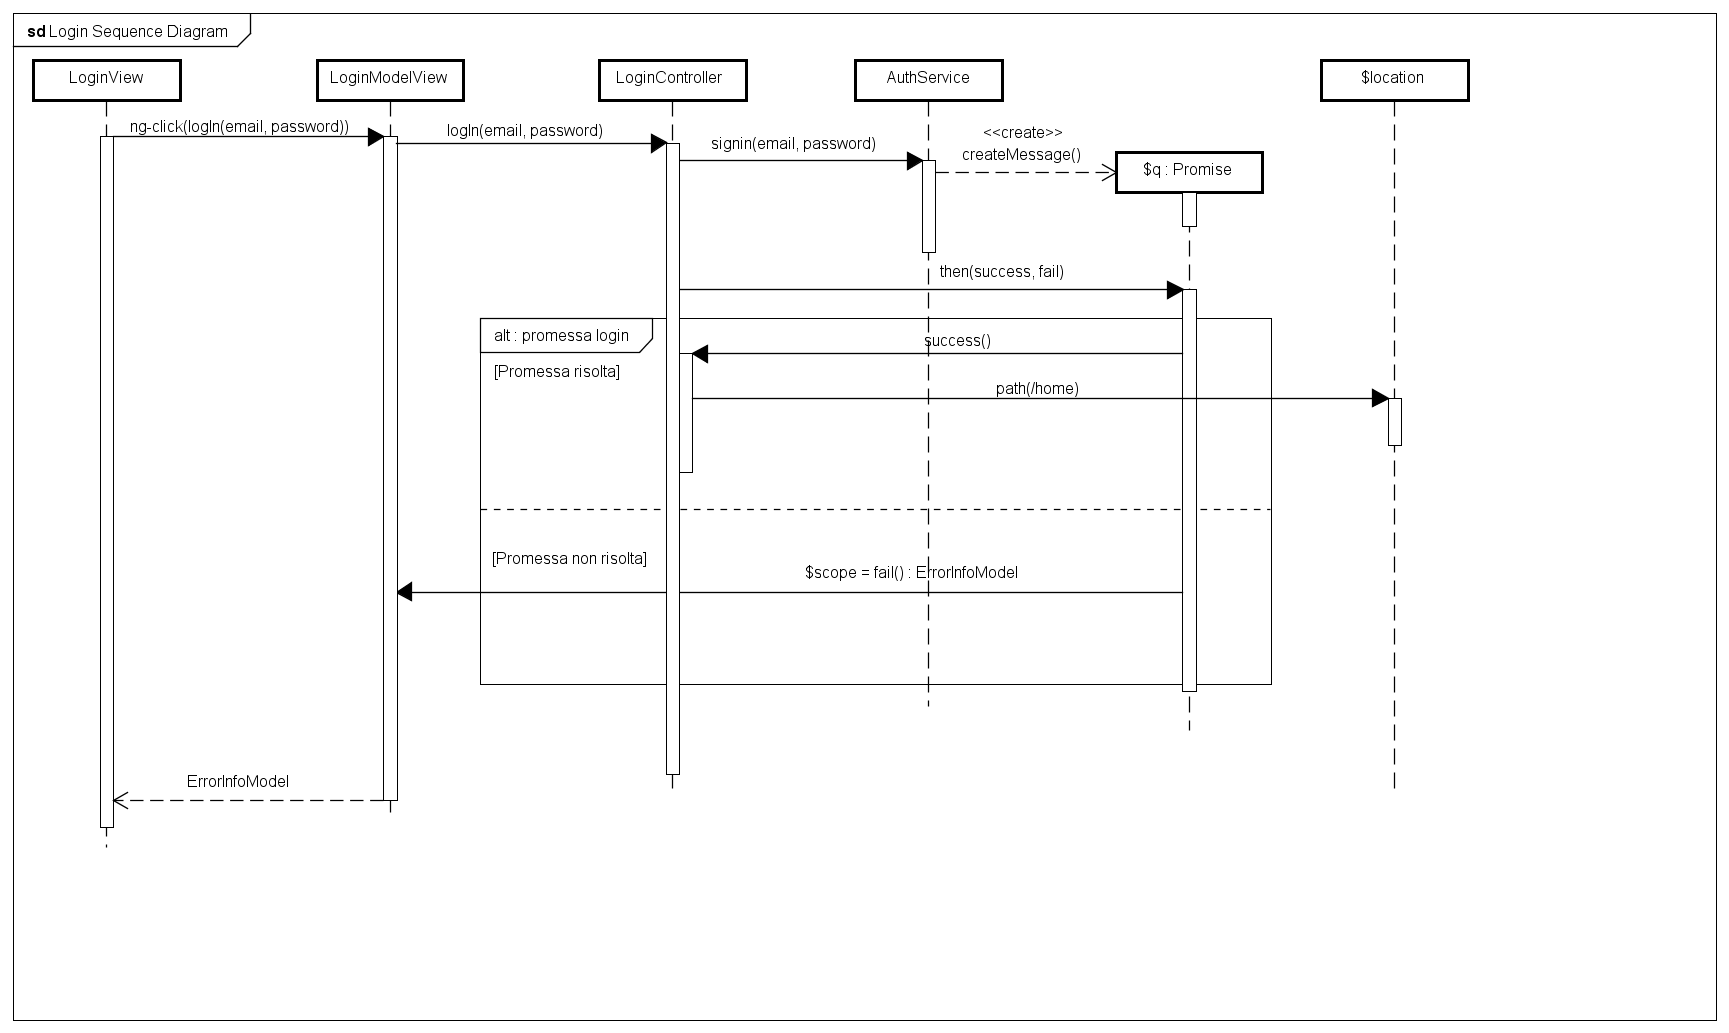 sd Login Sequence Diagram
LoginView
LoginModelView
LoginController
AuthService
$location
ng-click(logIn(email, password))
logIn(email, password)
signin(email, password)
<<create>>
createMessage()
$q : Promise
then(success, fail)
alt : promessa login
success()
[Promessa risolta]
path(/home)
[Promessa non risolta]
$scope = fail() : ErrorInfoModel
ErrorInfoModel